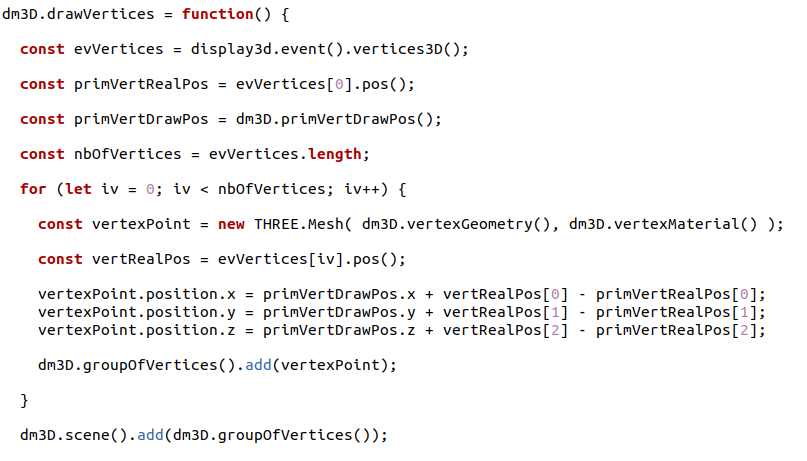 dm3D.drawVertices = function() {
const evVertices = display3d.event().vertices3D();
const primVertRealPos = evVertices[0].pos();
const primVertDrawPos = dm3D.primVertDrawPos();
const nbOfVertices = evVertices.length;
for (let iv = 0; iv < nbOfVertices; iv++) {
const vertexPoint = new THREE.Mesh( dm3D.vertexGeometry(), dm3D.vertexMaterial() );
const vertRealPos = evVertices[iv].pos();
vertexPoint.position.x = primVertDrawPos.x + vertRealPos[0] - primVertRealPos[0];
vertexPoint.position.y = primVertDrawPos.y + vertRealPos[1] - primVertRealPos[1];
vertexPoint.position.z = primVertDrawPos.z + vertRealPos[2] - primVertRealPos[2];
dm3D.groupOfVertices().add(vertexPoint);
}
dm3D.scene().add(dm3D.groupOfVertices());